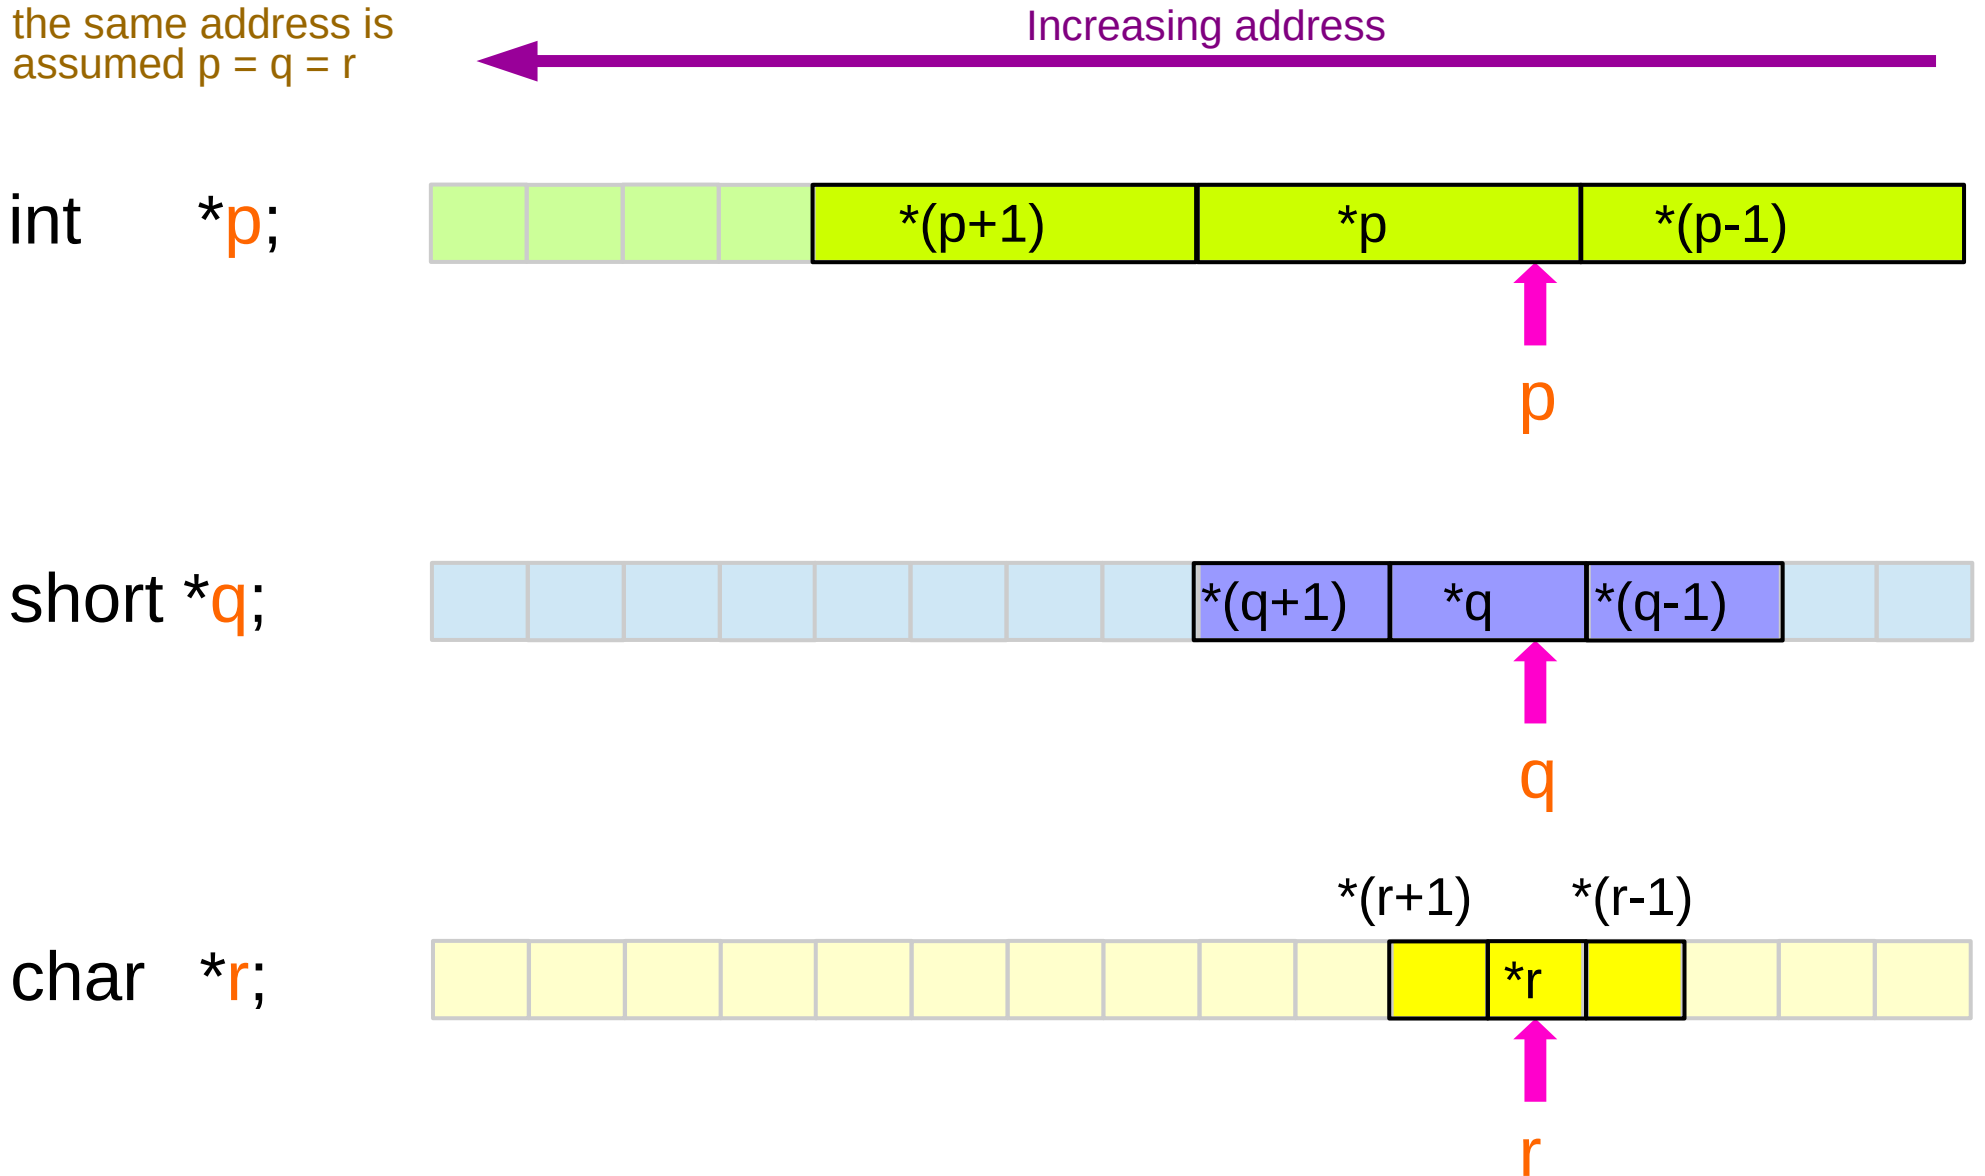 the same address is
assumed p = q = r
Increasing address
int *p;
*(p+1) *p *(p-1)
p
short *q;
*(q+1) *q *(q-1)
q
*(r+1) *(r-1)
char *r;
*r
r